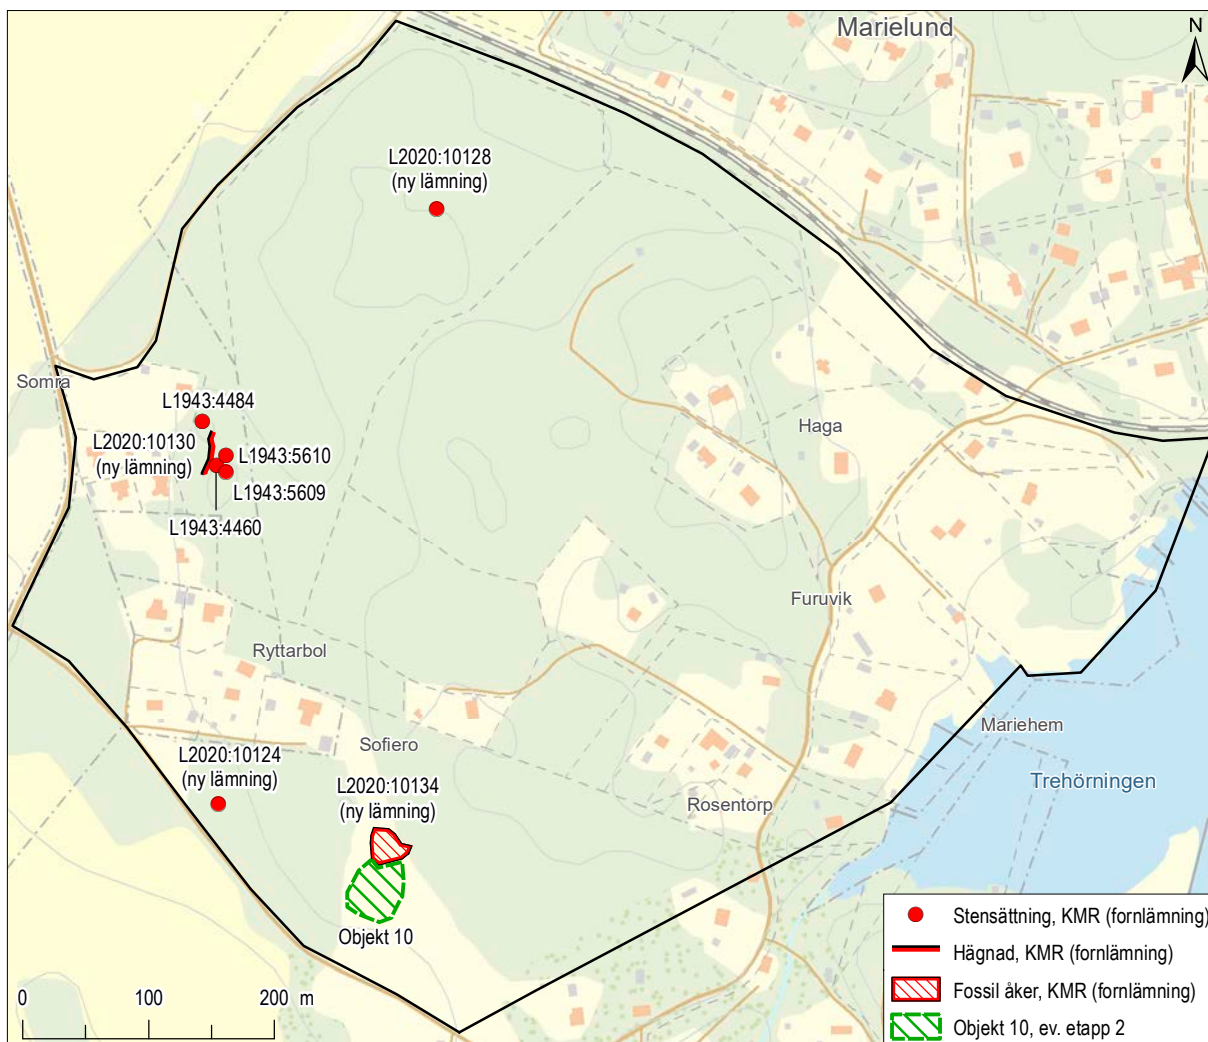 Marielund
N
L2020:10128
(ny lämning)
Somra
L1943:4484
L2020:10130
(ny lämning)
L1943:5610
L1943:5609
L1943:4460
Haga
Furuvik
Ryttarbol
Mariehem
Sofiero
L2020:10124
(ny lämning)
L2020:10134
(ny lämning)
Trehörningen
Rosentorp
Objekt 10
0 100 200 m
Stensättning, KMR (fornlämning)
Hägnad, KMR (fornlämning)
Fossil åker, KMR (fornlämning)
Objekt 10, ev. etapp 2